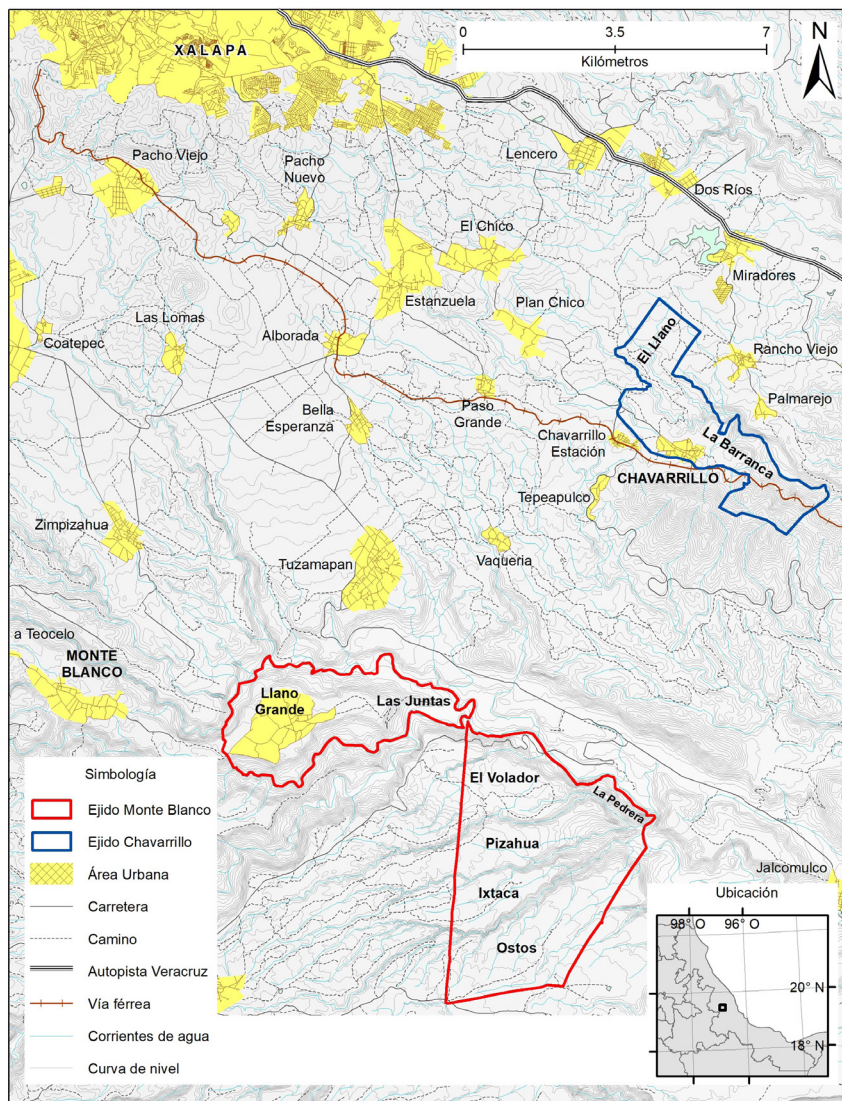 XALAPA
0 3.5 7
Kilómetros
N
Pacho Viejo
Pacho
Nuevo
Lencero
Dos Ríos
El Chico
Miradores
Estanzuela
Plan Chico
Las Lomas
Coatepec
Alborada
El Llano
Rancho Viejo
Palmarejo
Bella
Esperanza
Paso
Grande
Chavarrillo
Estación
La Barranca
CHAVARRILLO
Tepeapulco
Zimpizahua
Tuzamapan
Vaqueria
a Teocelo
MONTE
BLANCO
Llano
Grande
Las Juntas
El Volador
La Pedrera
Pizahua
Ixtaca
Ostos
Jalcomulco
Simbología
Ejido Monte Blanco
Ejido Chavarrillo
Área Urbana
Carretera
Camino
Autopista Veracruz
Vía férrea
Corrientes de agua
Curva de nivel
Ubicación
98° O 96° O
20° N
18° N